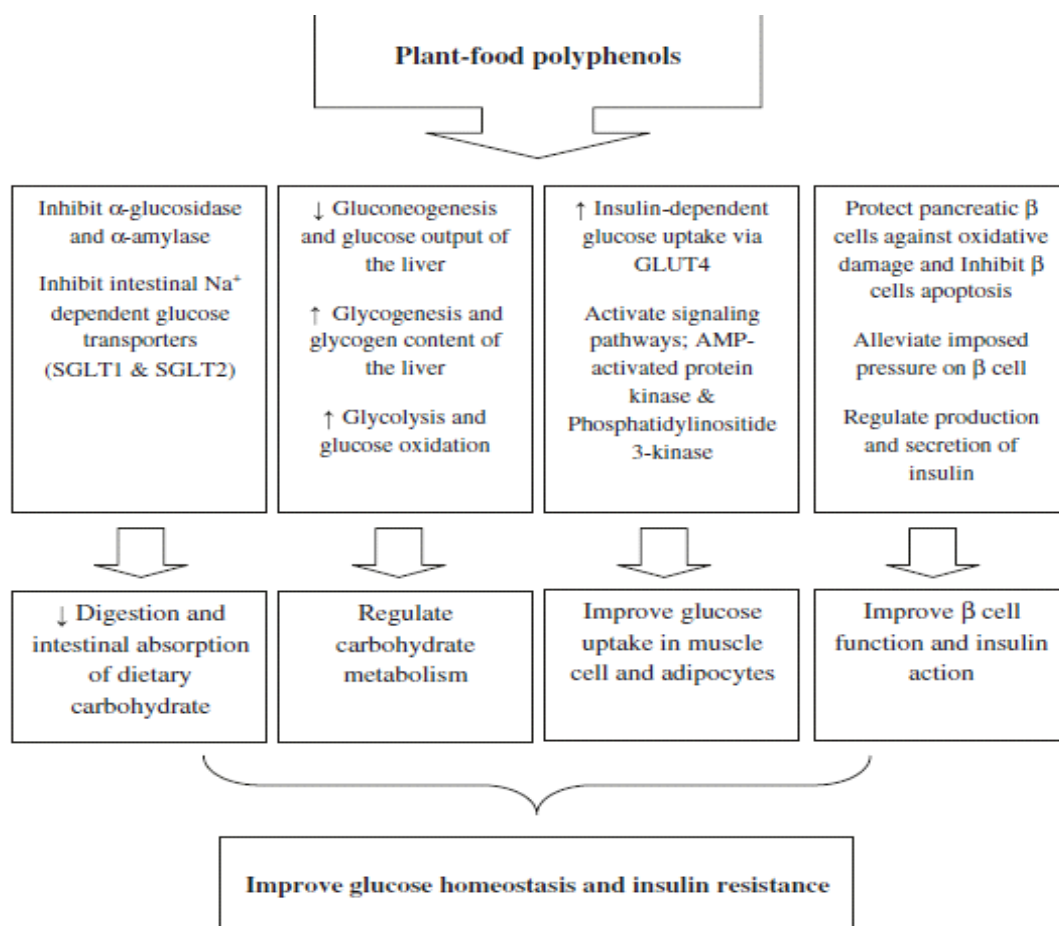 Plant-food polyphenols
Inhibit α-glucosidase
and α-amylase
Inhibit intestinal Na⁺
dependent glucose
transporters
(SGLT1 & SGLT2)
↓ Gluconeogenesis
and glucose output of
the liver
↑ Glycogenesis and
glycogen content of
the liver
↑ Glycolysis and
glucose oxidation
↑ Insulin-dependent
glucose uptake via
GLUT4
Activate signaling
pathways; AMP-
activated protein
kinase &
Phosphatidylinositide
3-kinase
Protect pancreatic β
cells against oxidative
damage and Inhibit β
cells apoptosis
Alleviate imposed
pressure on β cell
Regulate production
and secretion of
insulin
↓ Digestion and
intestinal absorption
of dietary
carbohydrate
Regulate
carbohydrate
metabolism
Improve glucose
uptake in muscle
cell and adipocytes
Improve β cell
function and insulin
action
Improve glucose homeostasis and insulin resistance